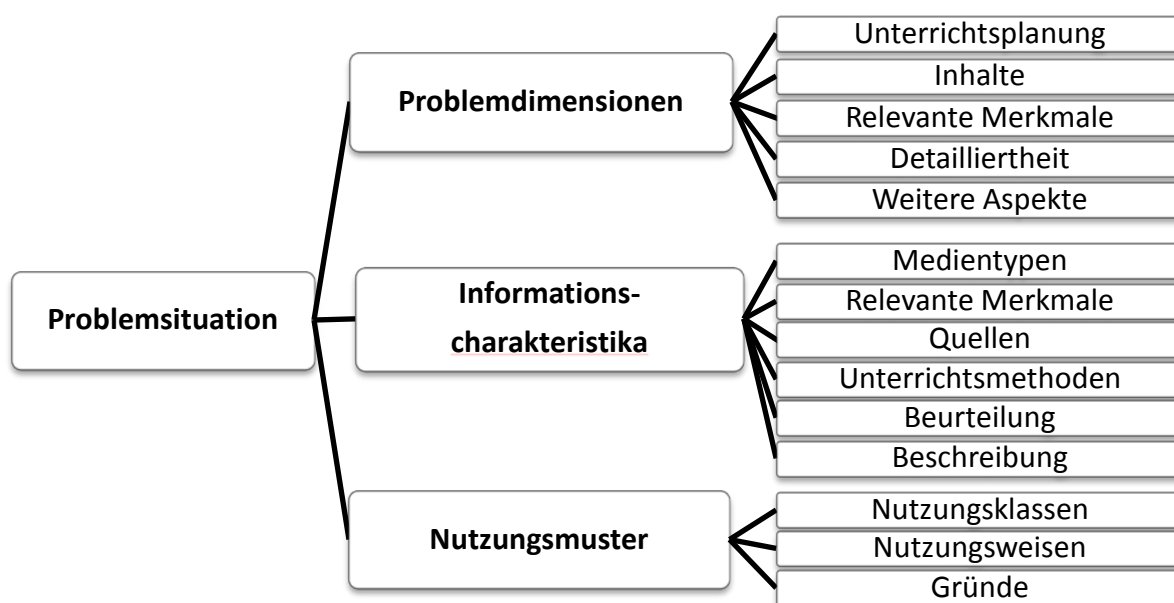 Problemsituation
Problemdimensionen
Unterrichtsplanung
Inhalte
Relevante Merkmale
Detailliertheit
Weitere Aspekte
Informations-
charakteristika
Medientypen
Relevante Merkmale
Quellen
Unterrichtsmethoden
Beurteilung
Beschreibung
Nutzungsmuster
Nutzungsklassen
Nutzungsweisen
Gründe